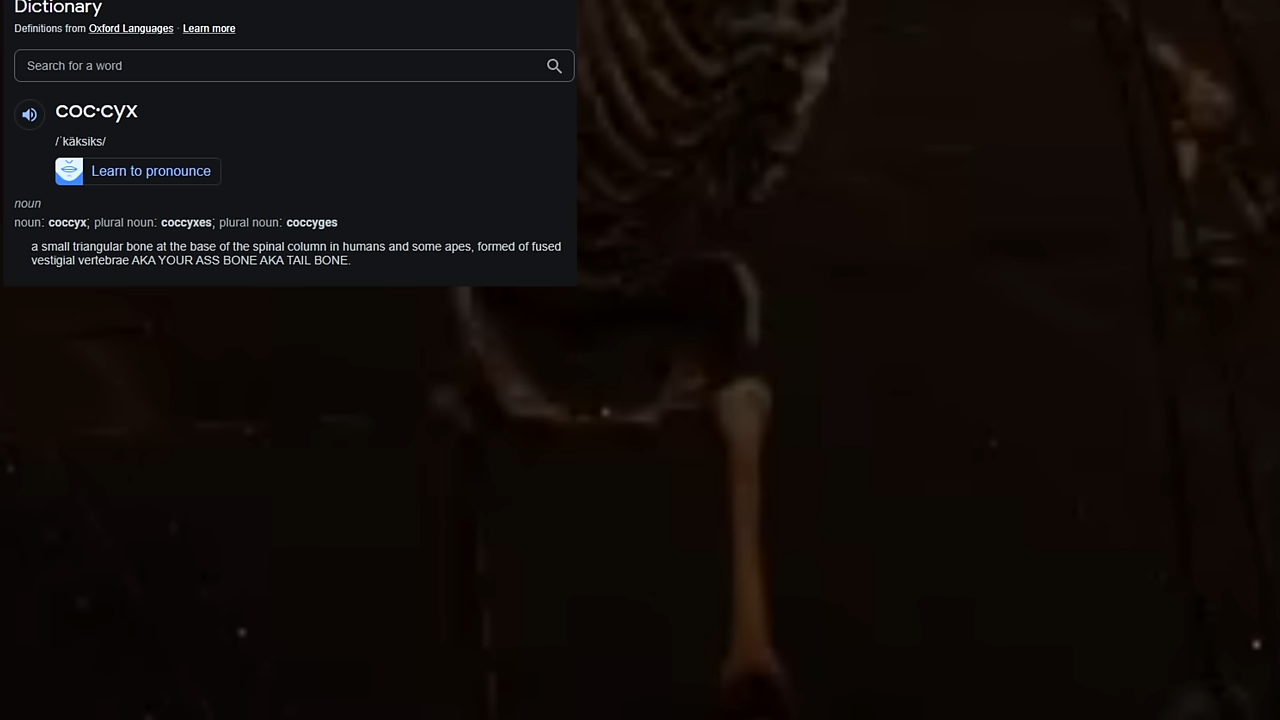 Dictionary
Definitions from Oxford Languages · Learn more
Search for a word
coc·cyx
/ˈkäksiks/
Learn to pronounce
noun
noun: coccyx; plural noun: coccyxes; plural noun: coccyges
a small triangular bone at the base of the spinal column in humans and some apes, formed of fused
vestigial vertebrae AKA YOUR ASS BONE AKA TAIL BONE.